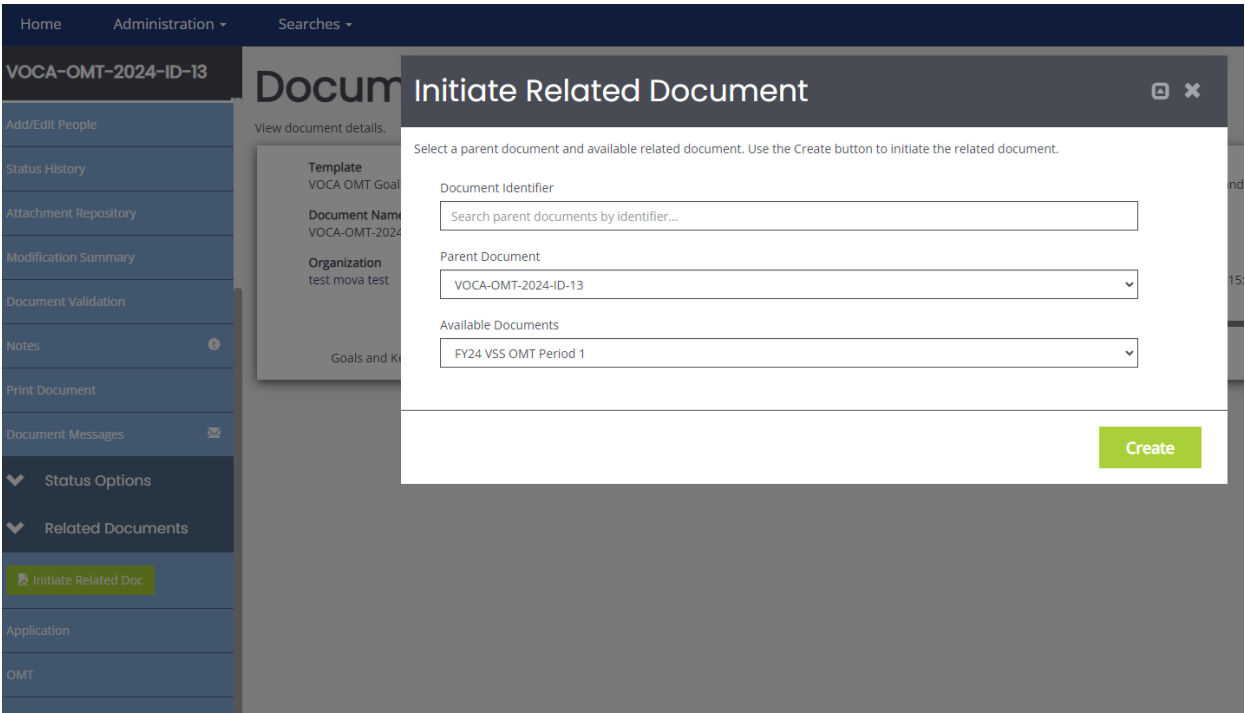 Home Administration Searches
VOCA-OMT-2024-ID-13
Add/Edit People
Status History
Attachment Repository
Modification Summary
Document Validation
Notes
Print Document
Document Messages
Status Options
Related Documents
Initiate Related Doc
Application
OMT
Docum
View document details.
Template
VOCA OMT Goal
Document Name
VOCA-OMT-2024
Organization
test mova test
Goals and Ke
Initiate Related Document
Select a parent document and available related document. Use the Create button to initiate the related document.
Document Identifier
Search parent documents by identifier...
Parent Document
VOCA-OMT-2024-ID-13
Available Documents
FY24 VSS OMT Period 1
Create
and
15: